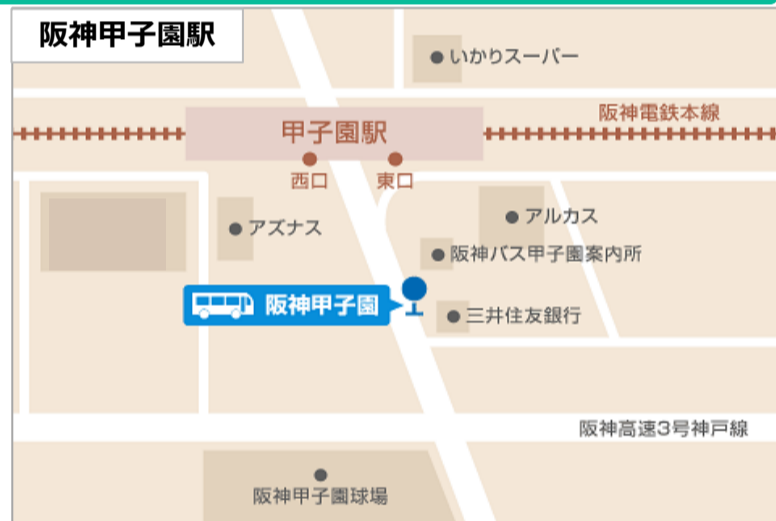 阪神甲子園駅
いかりスーパー
阪神電鉄本線
甲子園駅
西口
東口
アルカス
アズナス
阪神バス甲子園案内所
阪神甲子園
三井住友銀行
阪神高速3号神戸線
阪神甲子園球場